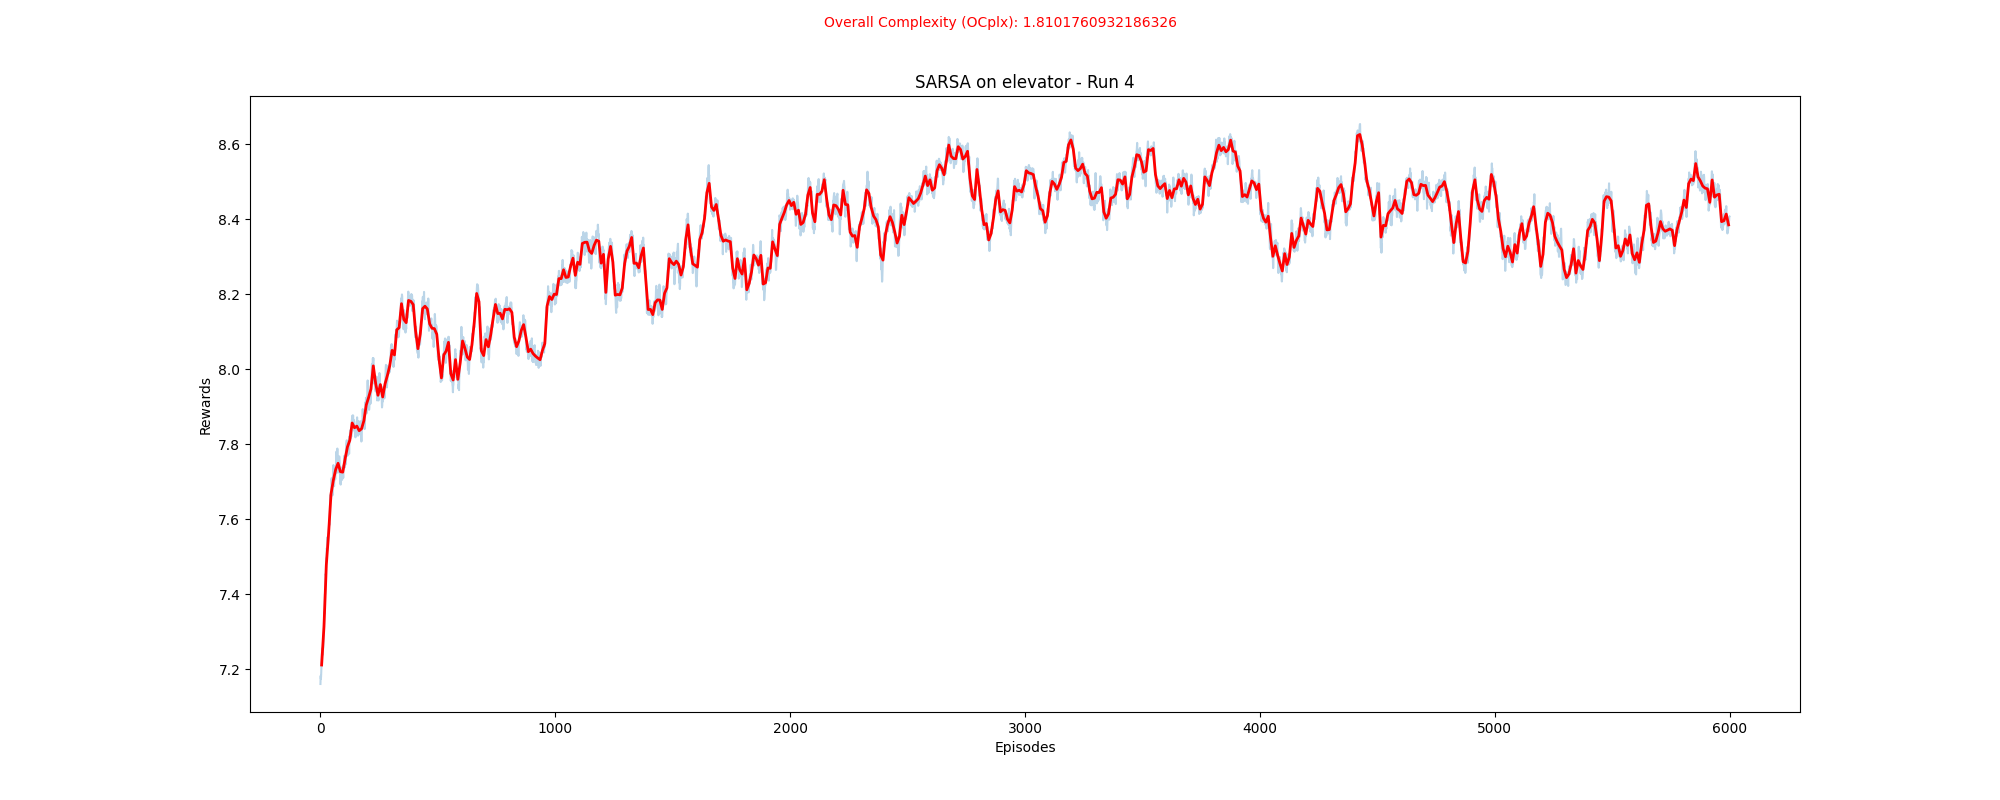 Overall Complexity (OCplx): 1.8101760932186326
SARSA on elevator - Run 4
Rewards
8.6
8.4
8.2
8.0
7.8
7.6
7.4
7.2
0 1000 2000 3000 4000 5000 6000
Episodes